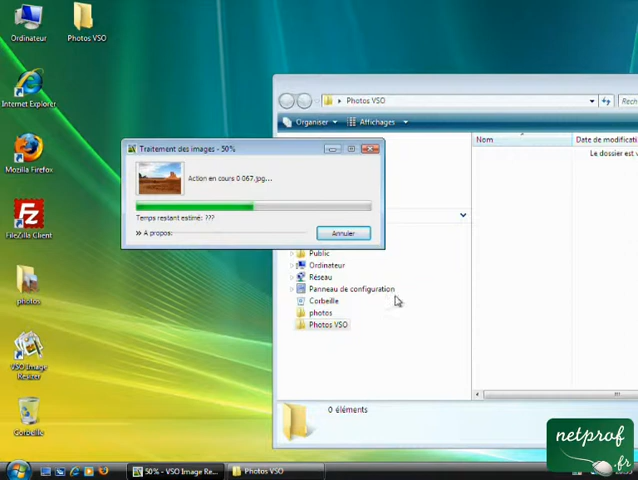 Ordinateur
Photos VSO
Internet Explorer
Mozilla Firefox
FileZilla Client
photos
VSO Image
Resizer
Corbeille
Photos VSO
Rech
Organiser
Affichages
Nom
Date de modificati
Le dossier est v
Traitement des images - 50%
Action en cours 0 067.jpg...
Temps restant estimé: ???
>> A propos:
Annuler
Public
Ordinateur
Réseau
Panneau de configuration
Corbeille
photos
Photos VSO
0 éléments
netprof
.fr
50% - VSO Image Re...
Photos VSO